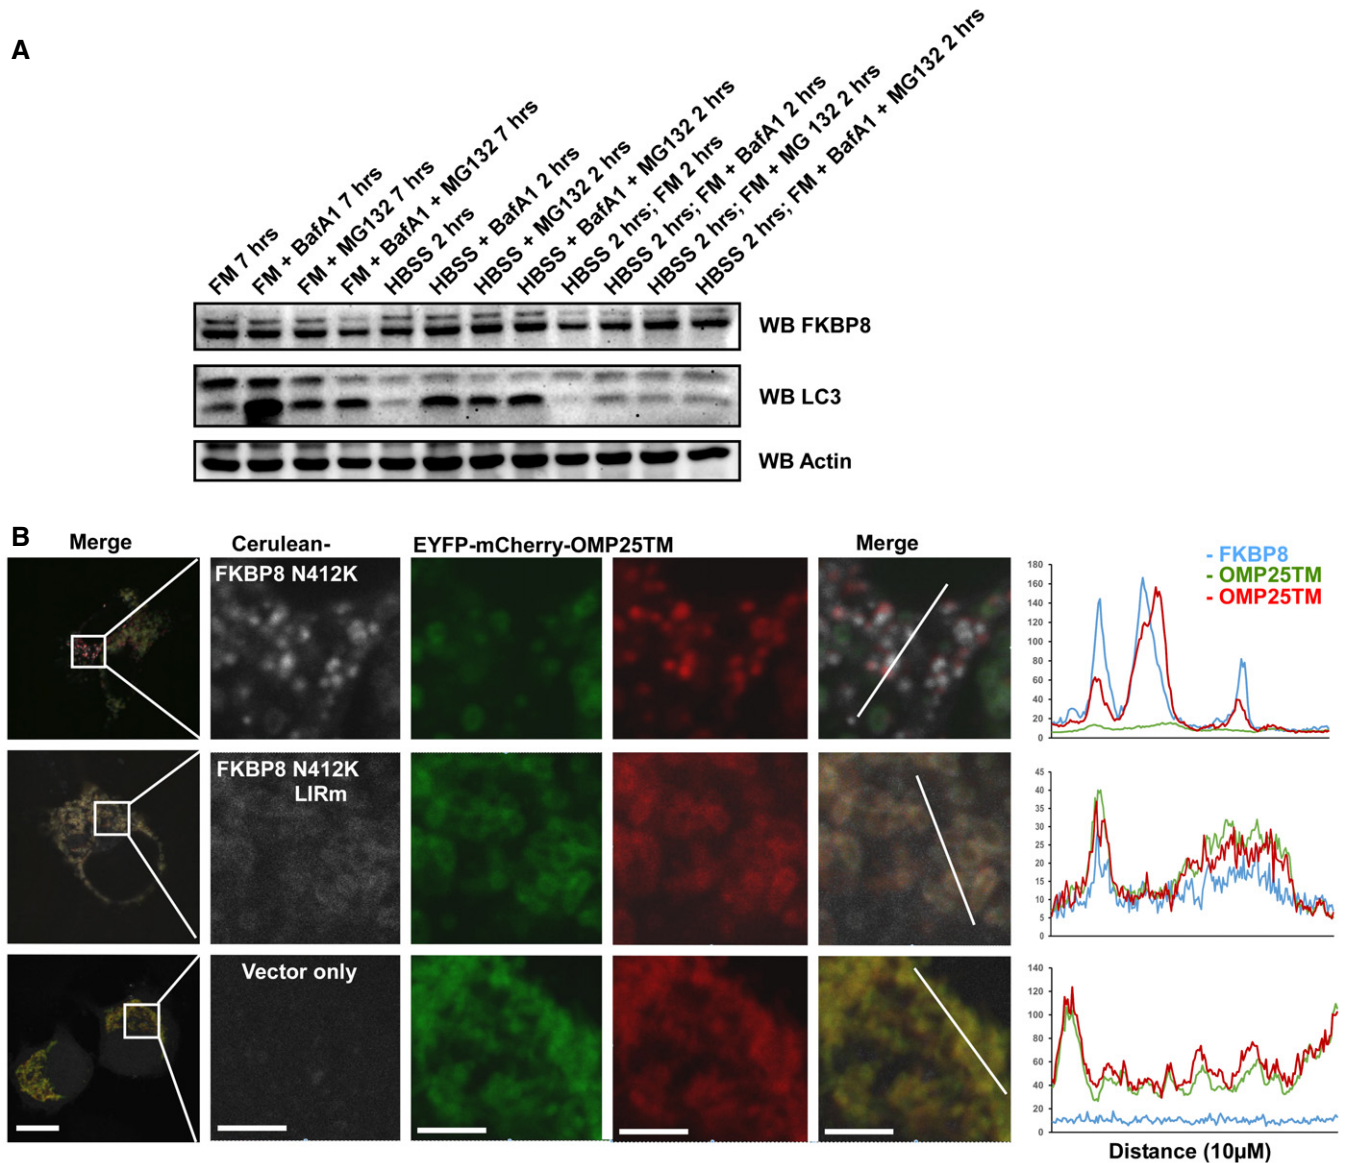 A
FM 7 hrs
FM + BafA1 7 hrs
FM + MG132 7 hrs
FM + BafA1 + MG132 7 hrs
HBSS 2 hrs
HBSS + BafA1 2 hrs
HBSS + MG132 2 hrs
HBSS + BafA1 + MG132 2 hrs
HBSS 2 hrs; FM 2 hrs
HBSS 2 hrs; FM + BafA1 2 hrs
HBSS 2 hrs; FM + MG 132 2 hrs
HBSS 2 hrs; FM + BafA1 + MG132 2 hrs
WB FKBP8
WB LC3
WB Actin
B
Merge
Cerulean-
EYFP-mCherry-OMP25TM
Merge
FKBP8 N412K
- FKBP8
- OMP25TM
- OMP25TM
180
160
140
120
100
80
60
40
20
0
FKBP8 N412K
LIRm
45
40
35
30
25
20
15
10
5
0
Vector only
140
120
100
80
60
40
20
0
Distance (10µM)